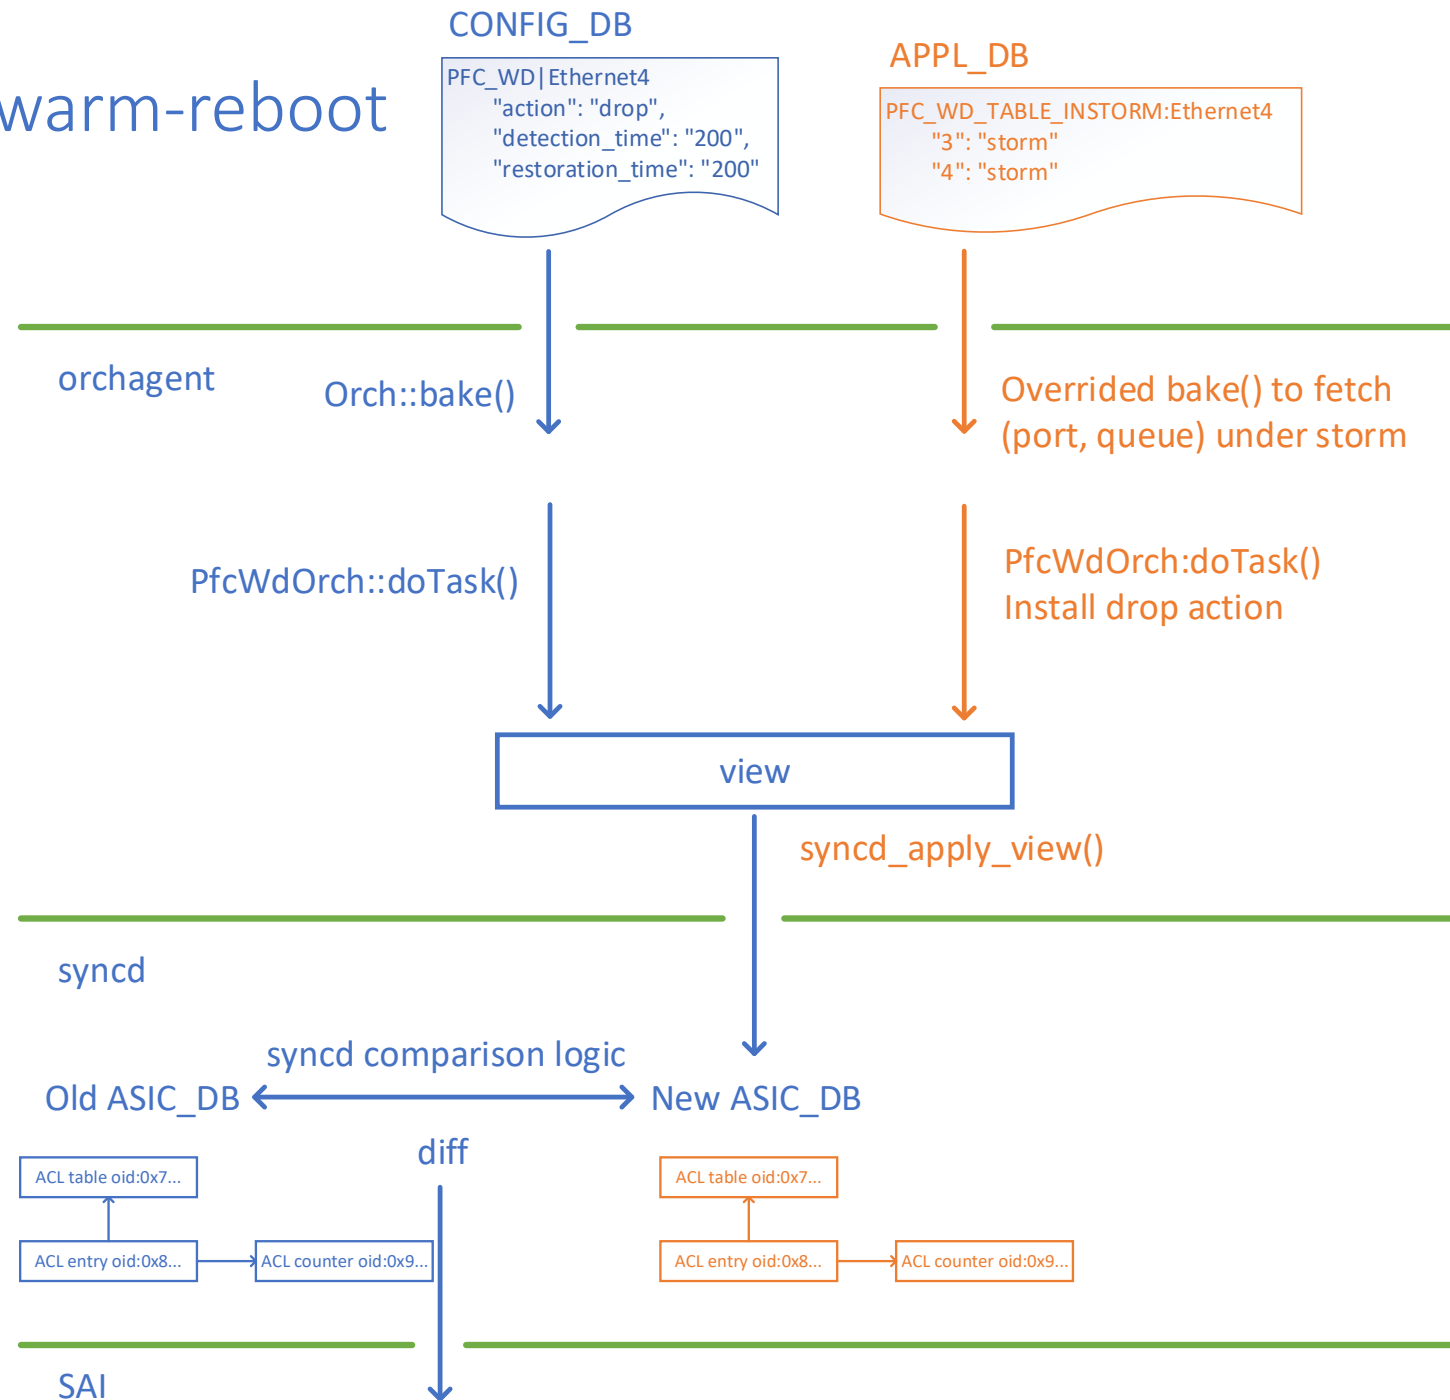 CONFIG_DB
APPL_DB
warm-reboot
PFC_WD|Ethernet4
"action": "drop",
"detection_time": "200",
"restoration_time": "200"
PFC_WD_TABLE_INSTORM:Ethernet4
"3": "storm"
"4": "storm"
orchagent
Orch::bake()
Overrided bake() to fetch
(port, queue) under storm
PfcWdOrch::doTask()
PfcWdOrch:doTask()
Install drop action
view
syncd_apply_view()
syncd
syncd comparison logic
Old ASIC_DB
New ASIC_DB
diff
ACL table oid:0x7...
ACL entry oid:0x8...
ACL counter oid:0x9...
ACL table oid:0x7...
ACL entry oid:0x8...
ACL counter oid:0x9...
SAI